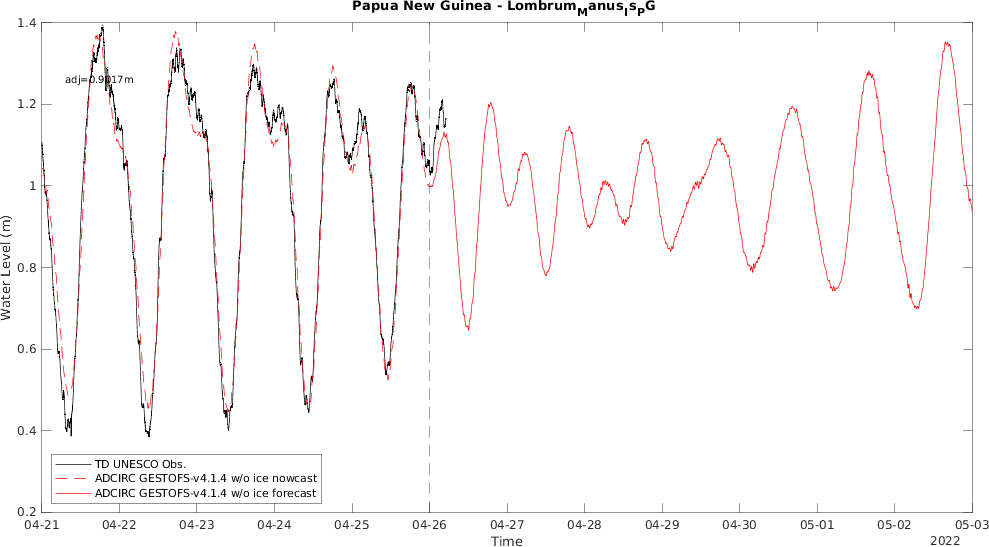 Papua New Guinea - LombrumManusIsPG
1.4
1.2
1
0.8
0.6
0.4
0.2
Water Level (m)
adj=0.9017m
TD UNESCO Obs.
ADCIRC GESTOFS-v4.1.4 w/o ice nowcast
ADCIRC GESTOFS-v4.1.4 w/o ice forecast
04-21 04-22 04-23 04-24 04-25 04-26 04-27 04-28 04-29 04-30 05-01 05-02 05-03
Time
2022